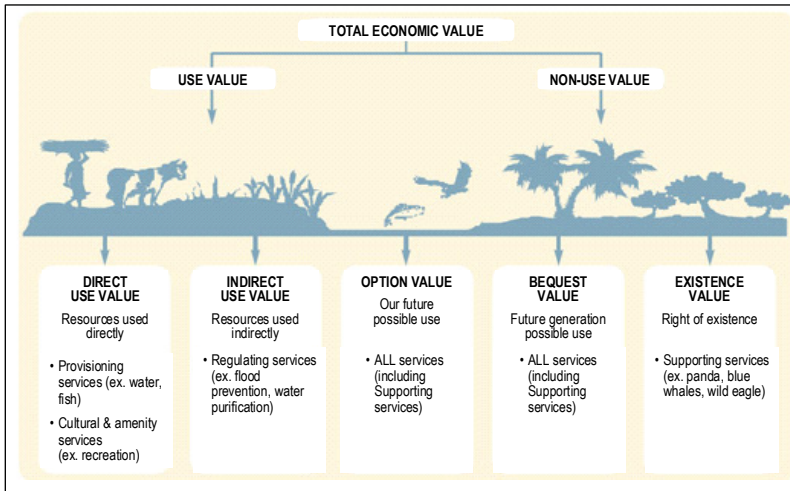 TOTAL ECONOMIC VALUE
USE VALUE
NON-USE VALUE
DIRECT
USE VALUE
Resources used
directly
• Provisioning
services (ex. water,
fish)
• Cultural & amenity
services
(ex. recreation)
INDIRECT
USE VALUE
Resources used
indirectly
• Regulating services
(ex. flood
prevention, water
purification)
OPTION VALUE
Our future
possible use
• ALL services
(including
Supporting
services)
BEQUEST
VALUE
Future generation
possible use
• ALL services
(including
Supporting
services)
EXISTENCE
VALUE
Right of existence
• Supporting services
(ex. panda, blue
whales, wild eagle)